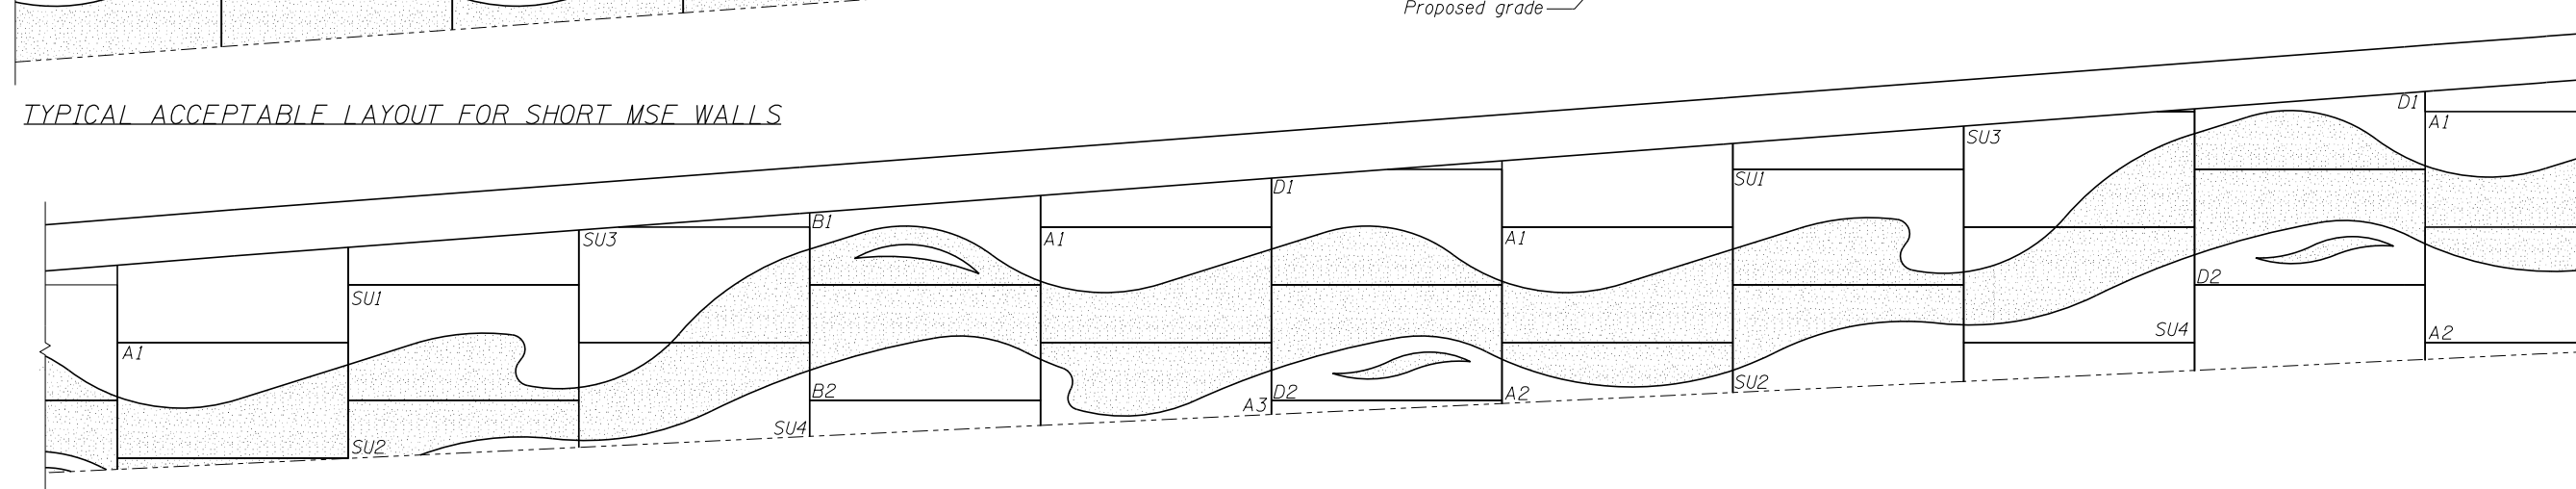 Proposed grade
TYPICAL ACCEPTABLE LAYOUT FOR SHORT MSE WALLS
D1
A1
SU3
SU1
D1
B1
A1
A1
SU3
SU1
A1
D2
SU4
A2
SU2
B2
D2
A2
A3
SU4
SU2